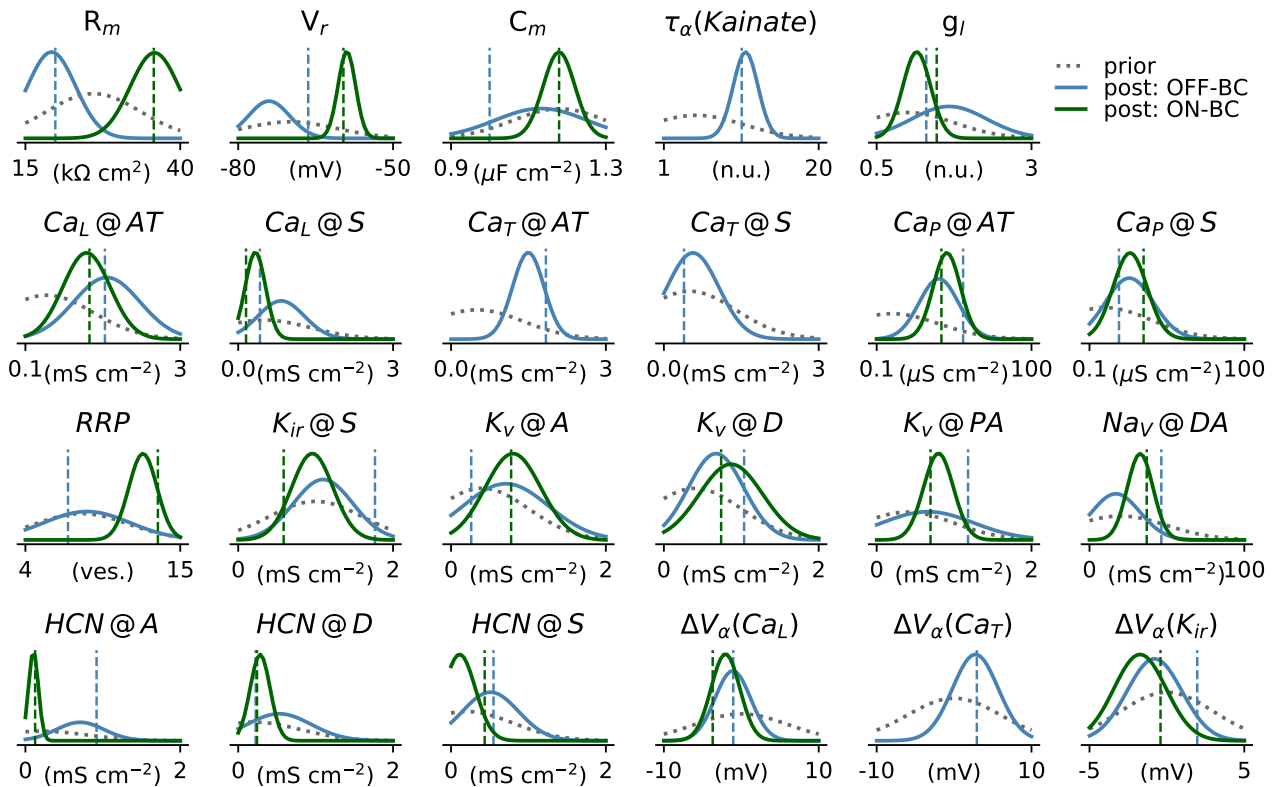 R_m V_r C_m τ_α(Kainate) g_l
prior
post: OFF-BC
post: ON-BC
15 (kΩ cm²) 40 -80 (mV) -50 0.9 (μF cm⁻²) 1.3 1 (n.u.) 20 0.5 (n.u.) 3
Ca_L @ AT Ca_L @ S Ca_T @ AT Ca_T @ S Ca_P @ AT Ca_P @ S
0.1 (mS cm⁻²) 3 0.0 (mS cm⁻²) 3 0.0 (mS cm⁻²) 3 0.0 (mS cm⁻²) 3 0.1 (μS cm⁻²) 100 0.1 (μS cm⁻²) 100
RRP K_ir @ S K_v @ A K_v @ D K_v @ PA Na_V @ DA
4 (ves.) 15 0 (mS cm⁻²) 2 0 (mS cm⁻²) 2 0 (mS cm⁻²) 2 0 (mS cm⁻²) 2 0 (mS cm⁻²) 100
HCN @ A HCN @ D HCN @ S ΔV_α(Ca_L) ΔV_α(Ca_T) ΔV_α(K_ir)
0 (mS cm⁻²) 2 0 (mS cm⁻²) 2 0 (mS cm⁻²) 2 -10 (mV) 10 -10 (mV) 10 -5 (mV) 5